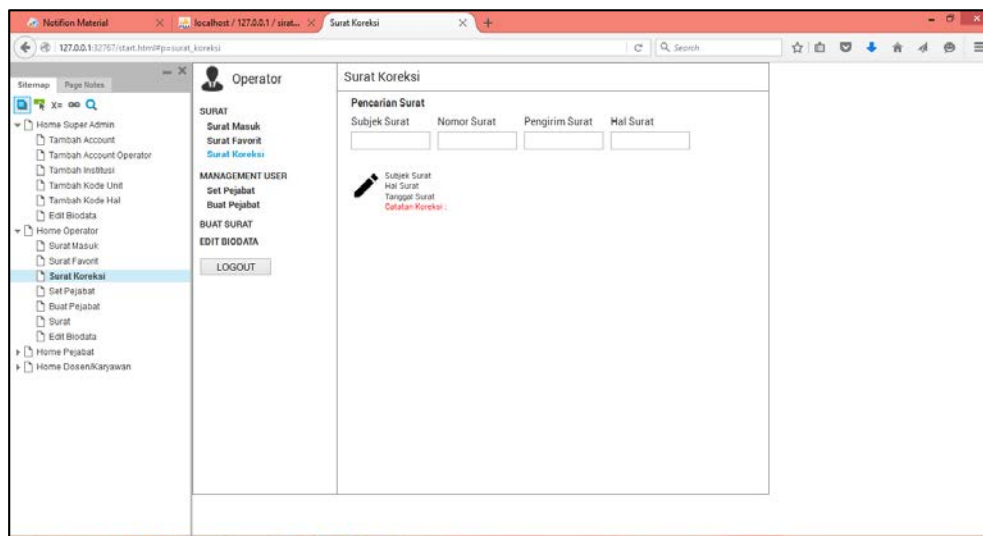 Notifion Material
localhost / 127.0.0.1 / sirat...
Surat Koreksi
127.0.0.1:32767/start.html#p=surat_koreksi
Search
Sitemap Page Notes
X=
Home Super Admin
Tambah Account
Tambah Account Operator
Tambah Institusi
Tambah Kode Unit
Tambah Kode Hal
Edit Biodata
Home Operator
Surat Masuk
Surat Favorit
Surat Koreksi
Set Pejabat
Buat Pejabat
Surat
Edit Biodata
Home Pejabat
Home Dosen/Karyawan
Operator
SURAT
Surat Masuk
Surat Favorit
Surat Koreksi
MANAGEMENT USER
Set Pejabat
Buat Pejabat
BUAT SURAT
EDIT BIODATA
LOGOUT
Surat Koreksi
Pencarian Surat
Subjek Surat Nomor Surat Pengirim Surat Hal Surat
Subjek Surat
Hal Surat
Tanggal Surat
Catatan Koreksi :